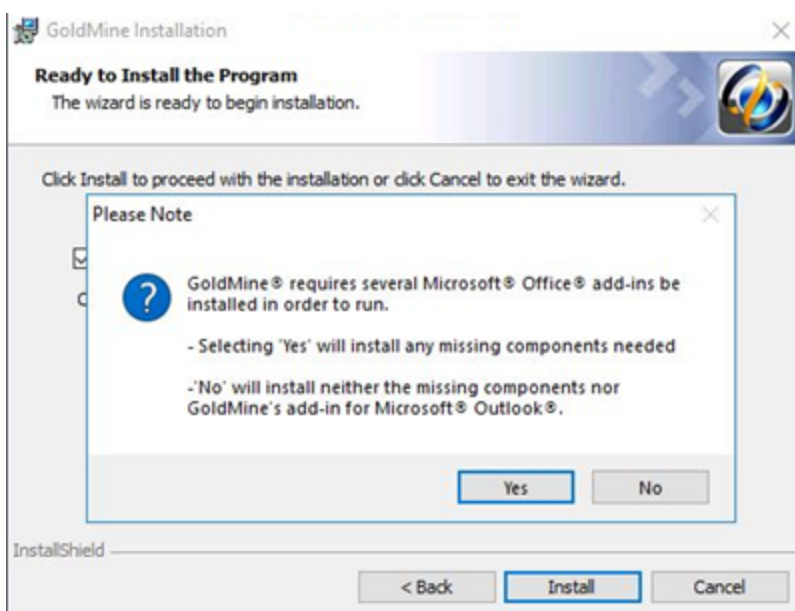 GoldMine Installation
Ready to Install the Program
The wizard is ready to begin installation.
Click Install to proceed with the installation or click Cancel to exit the wizard.
Please Note
GoldMine® requires several Microsoft® Office® add-ins be
installed in order to run.
- Selecting 'Yes' will install any missing components needed
-'No' will install neither the missing components nor
GoldMine's add-in for Microsoft® Outlook®.
Yes
No
InstallShield
< Back
Install
Cancel